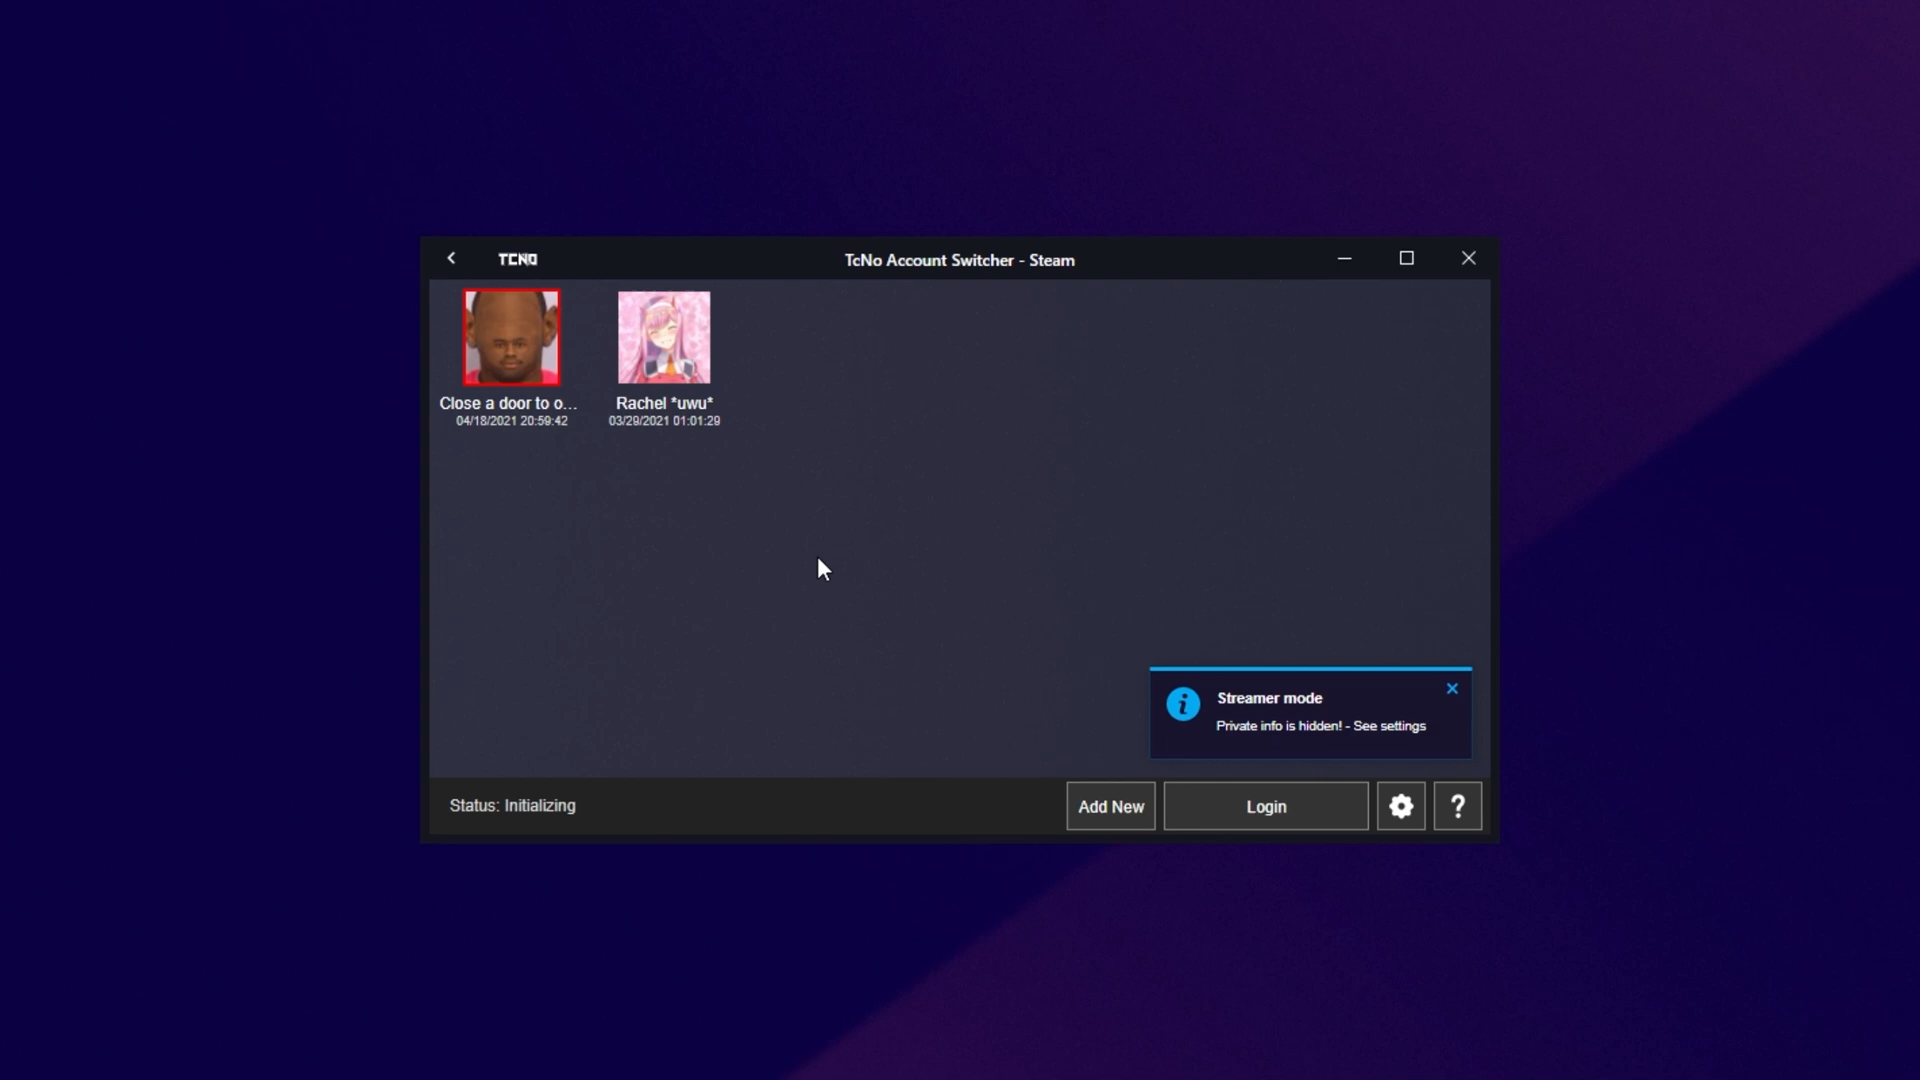 TCNO
TcNo Account Switcher - Steam
Close a door to o...
04/18/2021 20:59:42
Rachel *uwu*
03/29/2021 01:01:29
Streamer mode
Private info is hidden! - See settings
Status: Initializing
Add New
Login
?